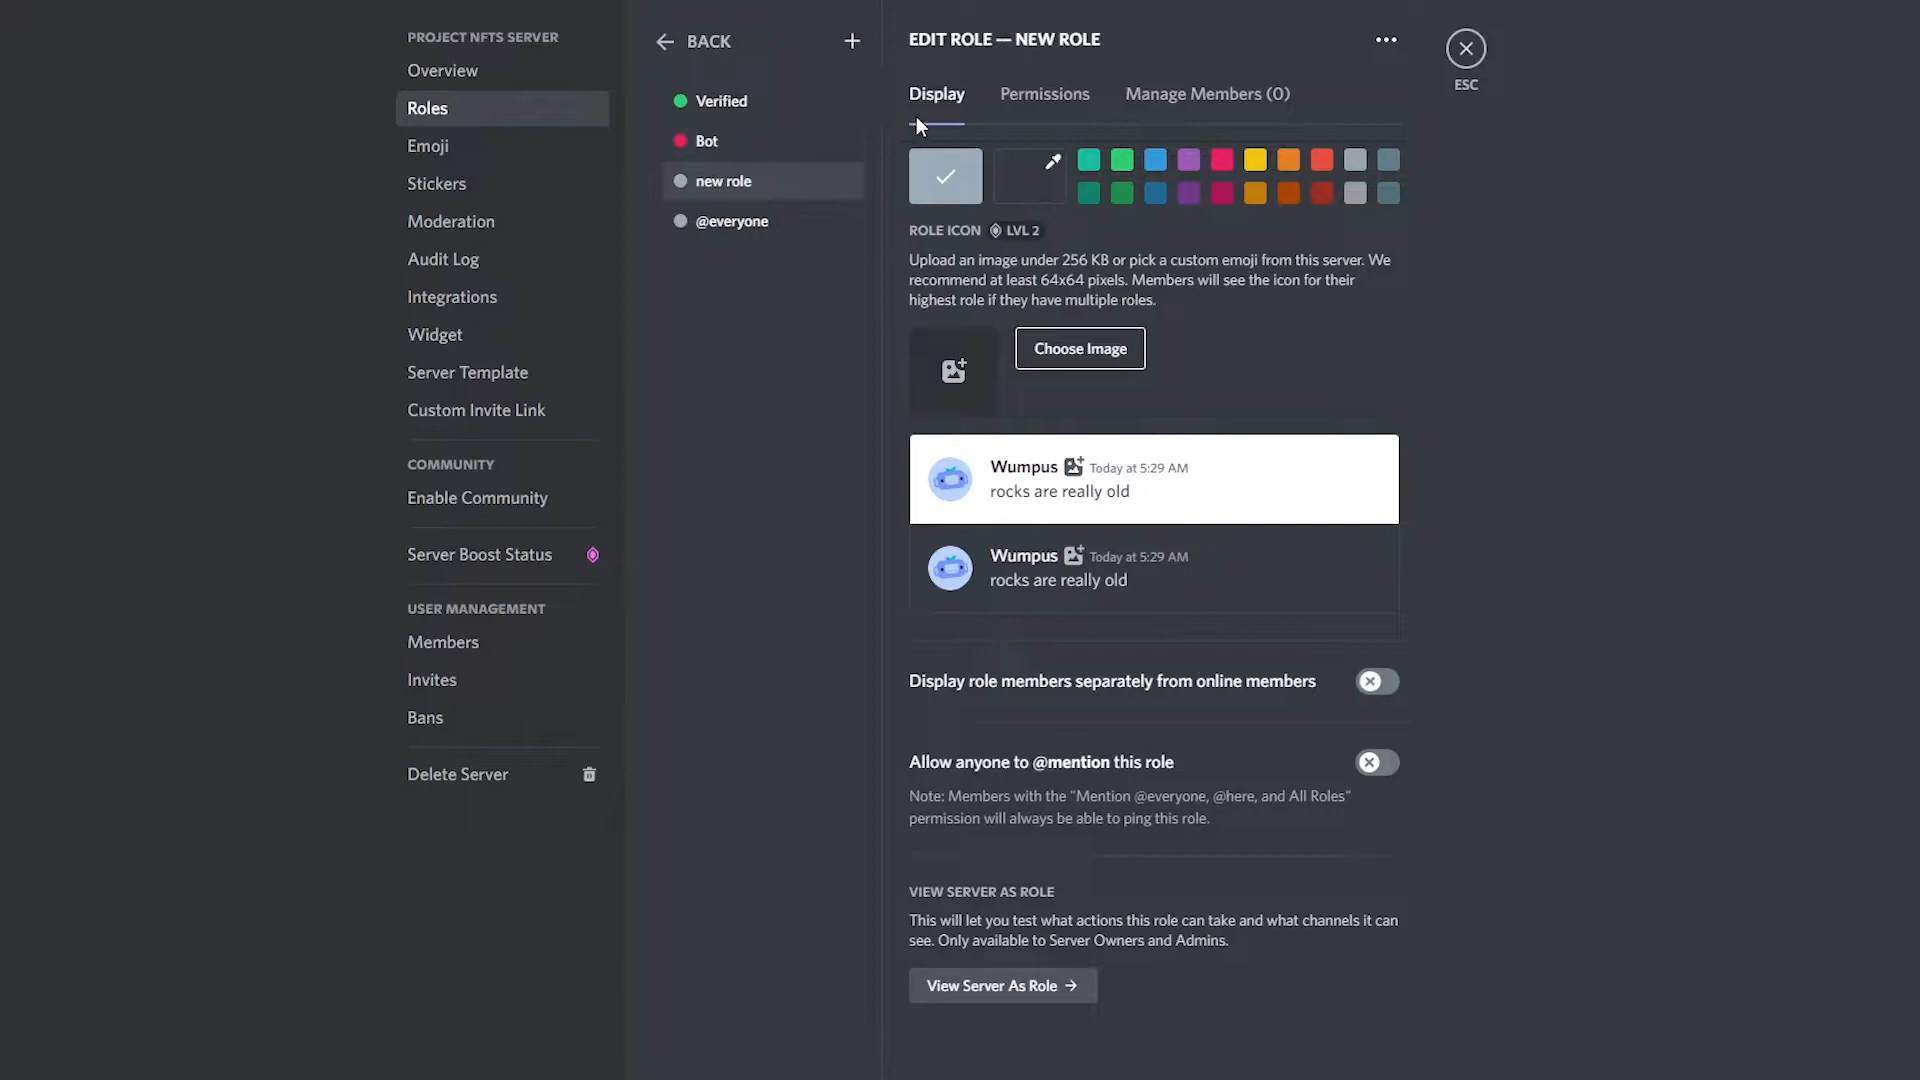 PROJECT NFTS SERVER
Overview
Roles
Emoji
Stickers
Moderation
Audit Log
Integrations
Widget
Server Template
Custom Invite Link
COMMUNITY
Enable Community
Server Boost Status
USER MANAGEMENT
Members
Invites
Bans
Delete Server
BACK
Verified
Bot
new role
@everyone
EDIT ROLE — NEW ROLE
Display Permissions Manage Members (0)
ROLE ICON LVL 2
Upload an image under 256 KB or pick a custom emoji from this server. We
recommend at least 64x64 pixels. Members will see the icon for their
highest role if they have multiple roles.
Choose Image
Wumpus Today at 5:29 AM
rocks are really old
Wumpus Today at 5:29 AM
rocks are really old
Display role members separately from online members
Allow anyone to @mention this role
Note: Members with the "Mention @everyone, @here, and All Roles"
permission will always be able to ping this role.
VIEW SERVER AS ROLE
This will let you test what actions this role can take and what channels it can
see. Only available to Server Owners and Admins.
View Server As Role
ESC